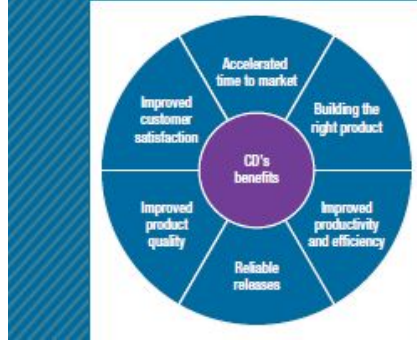 Accelerated
time to market
Building the
right product
Improved
productivity
and efficiency
Reliable
releases
Improved
product
quality
Improved
customer
satisfaction
CD's
benefits